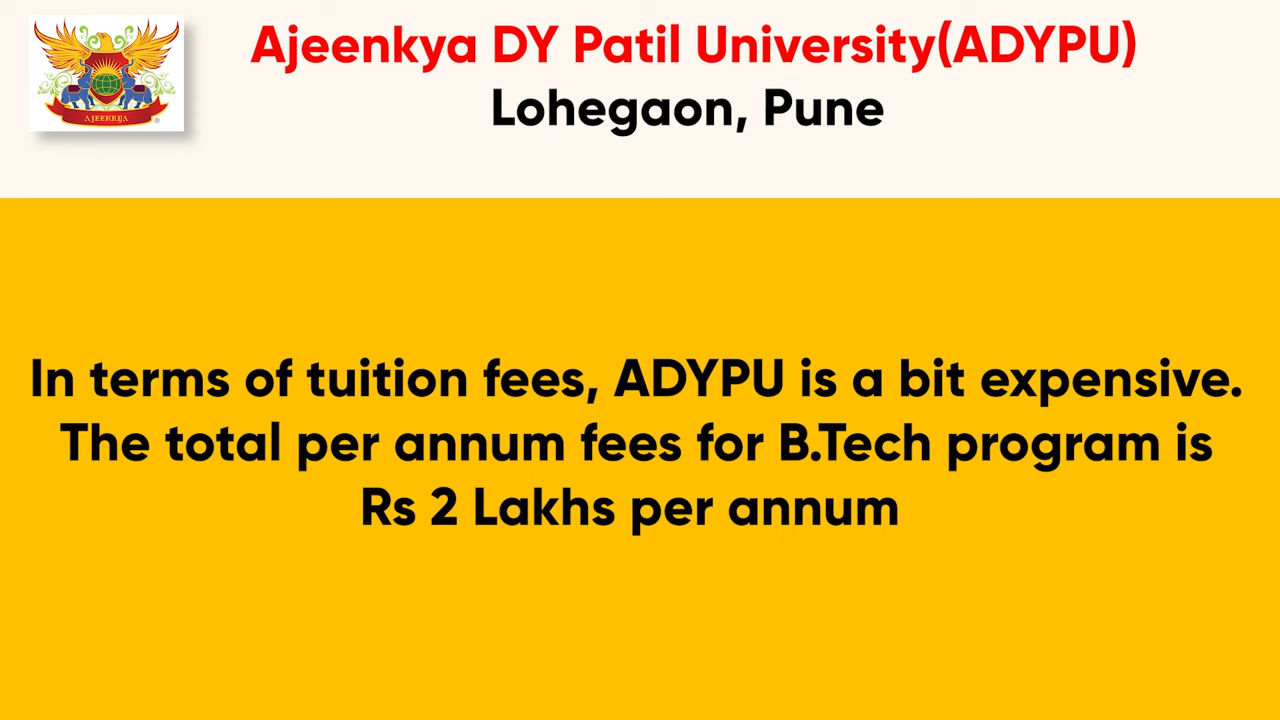 AJEENKYA
Ajeenkya DY Patil University(ADYPU)
Lohegaon, Pune
In terms of tuition fees, ADYPU is a bit expensive.
The total per annum fees for B.Tech program is
Rs 2 Lakhs per annum